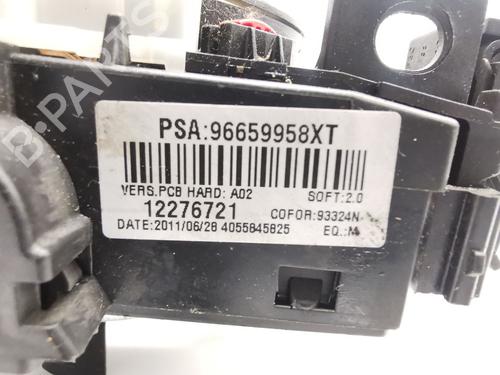 PSA:96659958XT
VERS.PCB HARD: A02 SOFT:2.0
12276721 COFOR:93324N
DATE:2011/06/28 4055845825 EQ.:M
B-PARTS